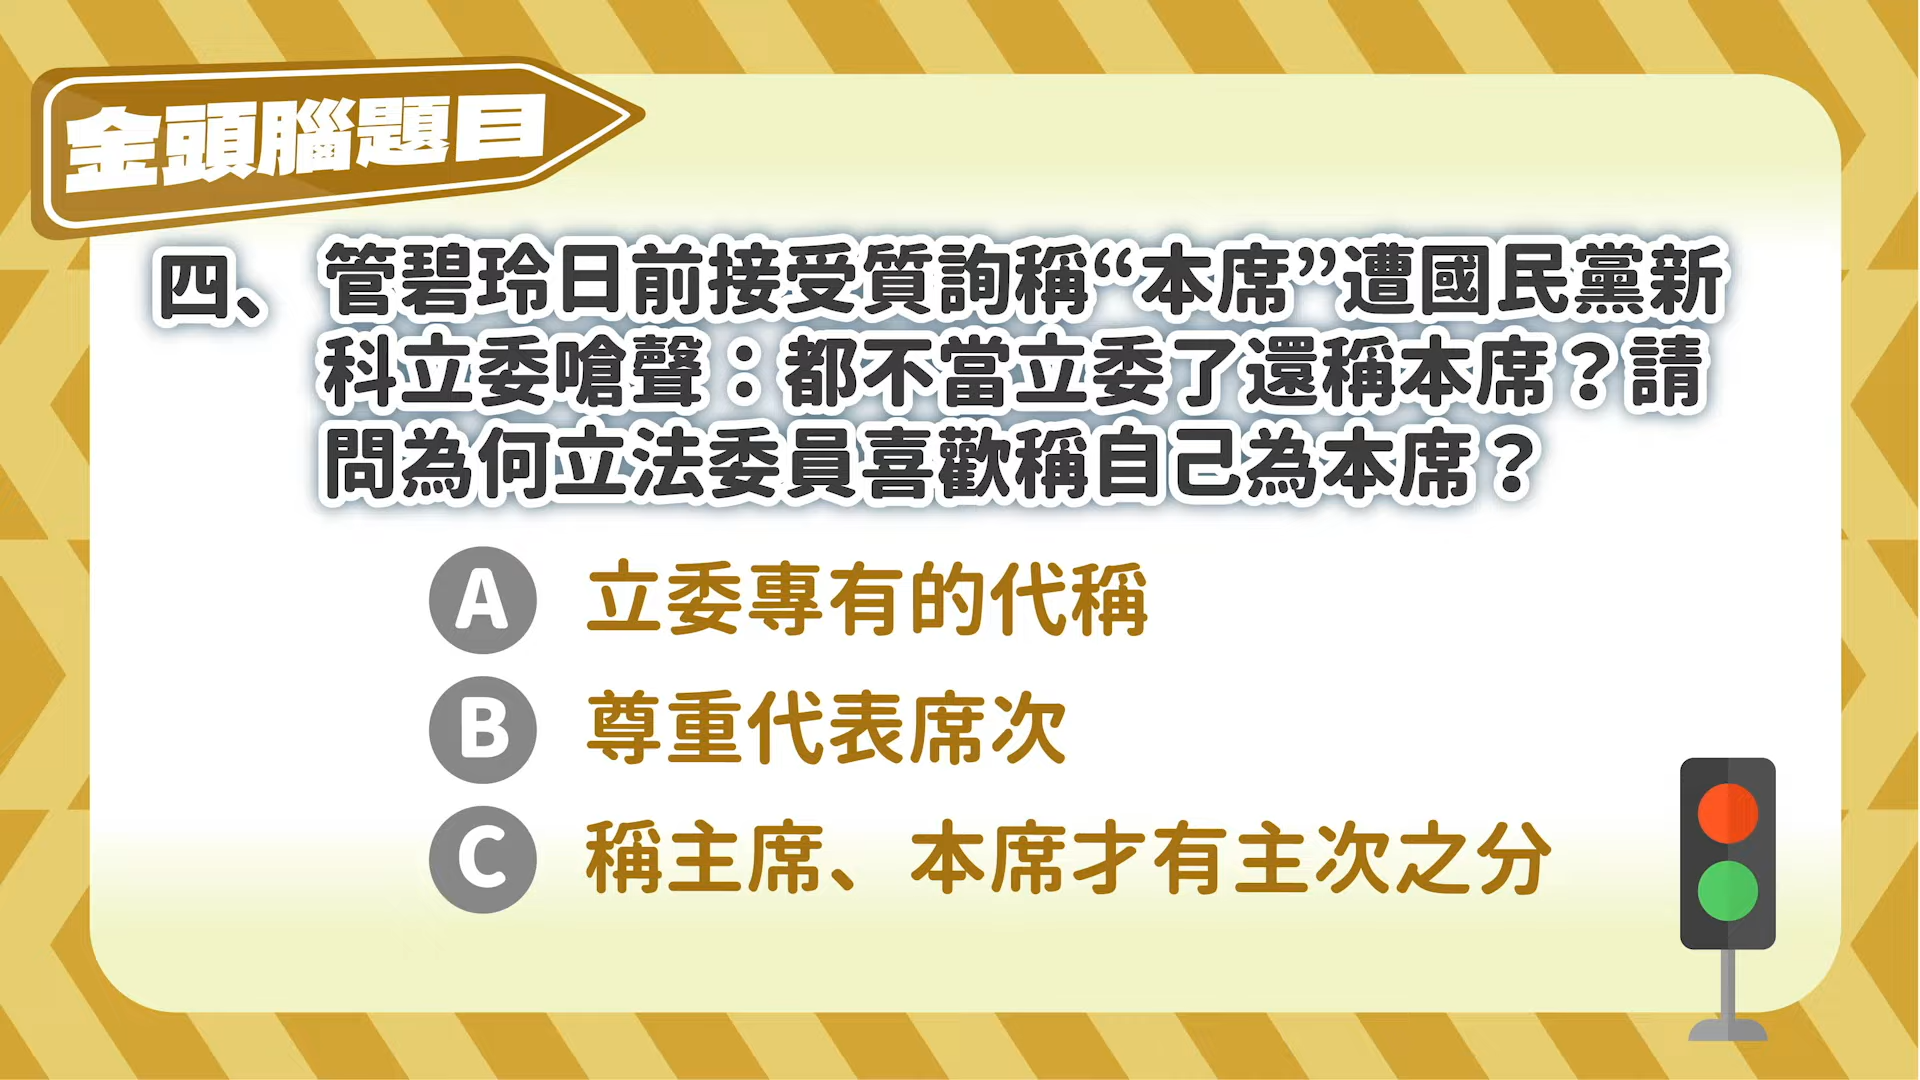 金頭腦題目
四、管碧玲日前接受質詢稱“本席”遭國民黨新
科立委嗆聲：都不當立委了還稱本席？請
問為何立法委員喜歡稱自己為本席？
A 立委專有的代稱
B 尊重代表席次
C 稱主席、本席才有主次之分